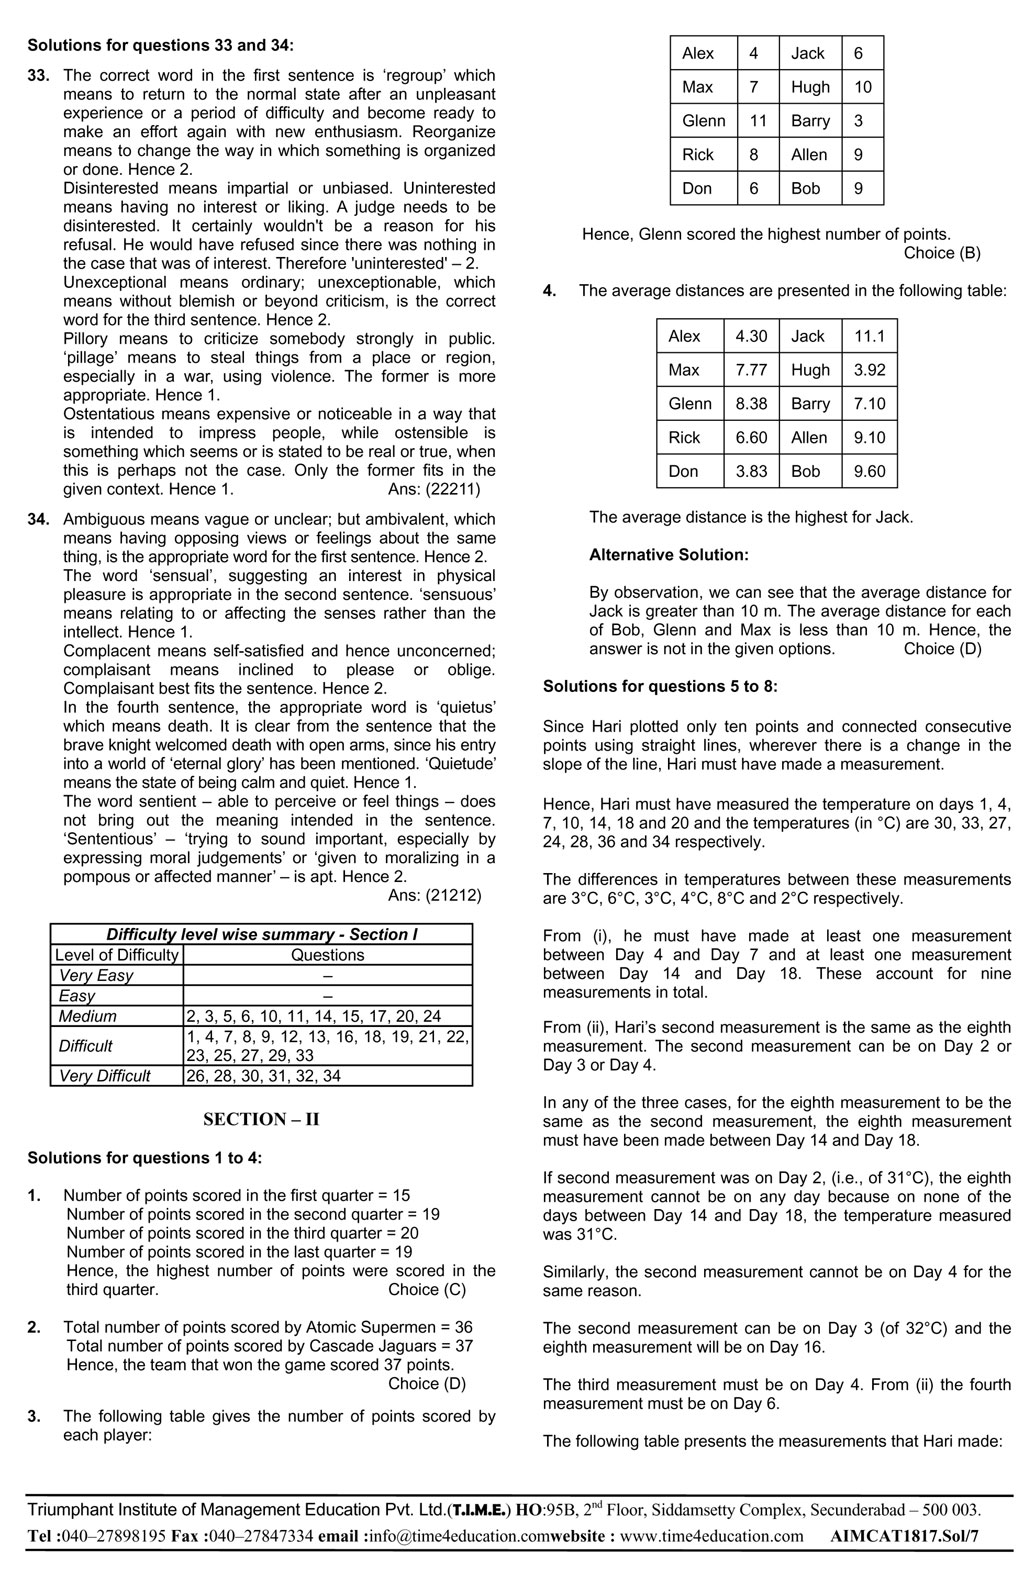 Solutions for questions 33 and 34:
33. The correct word in the first sentence is ‘regroup’ which
means to return to the normal state after an unpleasant
experience or a period of difficulty and become ready to
make an effort again with new enthusiasm. Reorganize
means to change the way in which something is organized
or done. Hence 2.
Disinterested means impartial or unbiased. Uninterested
means having no interest or liking. A judge needs to be
disinterested. It certainly wouldn't be a reason for his
refusal. He would have refused since there was nothing in
the case that was of interest. Therefore 'uninterested' – 2.
Unexceptional means ordinary; unexceptionable, which
means without blemish or beyond criticism, is the correct
word for the third sentence. Hence 2.
Pillory means to criticize somebody strongly in public.
‘pillage’ means to steal things from a place or region,
especially in a war, using violence. The former is more
appropriate. Hence 1.
Ostentatious means expensive or noticeable in a way that
is intended to impress people, while ostensible is
something which seems or is stated to be real or true, when
this is perhaps not the case. Only the former fits in the
given context. Hence 1. Ans: (22211)
34. Ambiguous means vague or unclear; but ambivalent, which
means having opposing views or feelings about the same
thing, is the appropriate word for the first sentence. Hence 2.
The word ‘sensual’, suggesting an interest in physical
pleasure is appropriate in the second sentence. ‘sensuous’
means relating to or affecting the senses rather than the
intellect. Hence 1.
Complacent means self-satisfied and hence unconcerned;
complaisant means inclined to please or oblige.
Complaisant best fits the sentence. Hence 2.
In the fourth sentence, the appropriate word is ‘quietus’
which means death. It is clear from the sentence that the
brave knight welcomed death with open arms, since his entry
into a world of ‘eternal glory’ has been mentioned. ‘Quietude’
means the state of being calm and quiet. Hence 1.
The word sentient – able to perceive or feel things – does
not bring out the meaning intended in the sentence.
‘Sententious’ – ‘trying to sound important, especially by
expressing moral judgements’ or ‘given to moralizing in a
pompous or affected manner’ – is apt. Hence 2.
Ans: (21212)
Difficulty level wise summary - Section I
Level of Difficulty Questions
Very Easy –
Easy –
Medium 2, 3, 5, 6, 10, 11, 14, 15, 17, 20, 24
Difficult 1, 4, 7, 8, 9, 12, 13, 16, 18, 19, 21, 22,
23, 25, 27, 29, 33
Very Difficult 26, 28, 30, 31, 32, 34
SECTION – II
Solutions for questions 1 to 4:
1. Number of points scored in the first quarter = 15
Number of points scored in the second quarter = 19
Number of points scored in the third quarter = 20
Number of points scored in the last quarter = 19
Hence, the highest number of points were scored in the
third quarter. Choice (C)
2. Total number of points scored by Atomic Supermen = 36
Total number of points scored by Cascade Jaguars = 37
Hence, the team that won the game scored 37 points.
Choice (D)
3. The following table gives the number of points scored by
each player:
Alex 4 Jack 6
Max 7 Hugh 10
Glenn 11 Barry 3
Rick 8 Allen 9
Don 6 Bob 9
Hence, Glenn scored the highest number of points.
Choice (B)
4. The average distances are presented in the following table:
Alex 4.30 Jack 11.1
Max 7.77 Hugh 3.92
Glenn 8.38 Barry 7.10
Rick 6.60 Allen 9.10
Don 3.83 Bob 9.60
The average distance is the highest for Jack.
Alternative Solution:
By observation, we can see that the average distance for
Jack is greater than 10 m. The average distance for each
of Bob, Glenn and Max is less than 10 m. Hence, the
answer is not in the given options. Choice (D)
Solutions for questions 5 to 8:
Since Hari plotted only ten points and connected consecutive
points using straight lines, wherever there is a change in the
slope of the line, Hari must have made a measurement.
Hence, Hari must have measured the temperature on days 1, 4,
7, 10, 14, 18 and 20 and the temperatures (in °C) are 30, 33, 27,
24, 28, 36 and 34 respectively.
The differences in temperatures between these measurements
are 3°C, 6°C, 3°C, 4°C, 8°C and 2°C respectively.
From (i), he must have made at least one measurement
between Day 4 and Day 7 and at least one measurement
between Day 14 and Day 18. These account for nine
measurements in total.
From (ii), Hari’s second measurement is the same as the eighth
measurement. The second measurement can be on Day 2 or
Day 3 or Day 4.
In any of the three cases, for the eighth measurement to be the
same as the second measurement, the eighth measurement
must have been made between Day 14 and Day 18.
If second measurement was on Day 2, (i.e., of 31°C), the eighth
measurement cannot be on any day because on none of the
days between Day 14 and Day 18, the temperature measured
was 31°C.
Similarly, the second measurement cannot be on Day 4 for the
same reason.
The second measurement can be on Day 3 (of 32°C) and the
eighth measurement will be on Day 16.
The third measurement must be on Day 4. From (ii) the fourth
measurement must be on Day 6.
The following table presents the measurements that Hari made:
Triumphant Institute of Management Education Pvt. Ltd.(T.I.M.E.) HO:95B, 2nd Floor, Siddamsetty Complex, Secunderabad – 500 003.
Tel :040–27898195 Fax :040–27847334 email :info@time4education.comwebsite : www.time4education.com AIMCAT1817.Sol/7